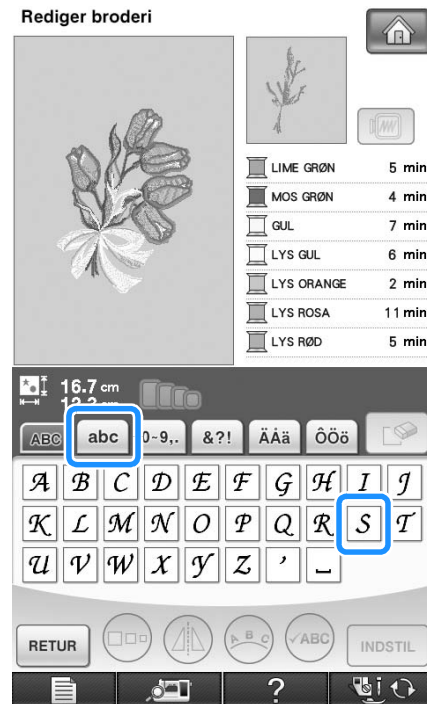 Rediger broderi
LIME GRØN 5 min
MOS GRØN 4 min
GUL 7 min
LYS GUL 6 min
LYS ORANGE 2 min
LYS ROSA 11 min
LYS RØD 5 min
16.7 cm
ABC abc 0~9,. &?! ÄÅä ÔÖö
A B C D E F G H I J
K L M N O P Q R S T
U V W X Y Z ’ ⎵
RETUR A B C ✓ABC INDSTIL
? i